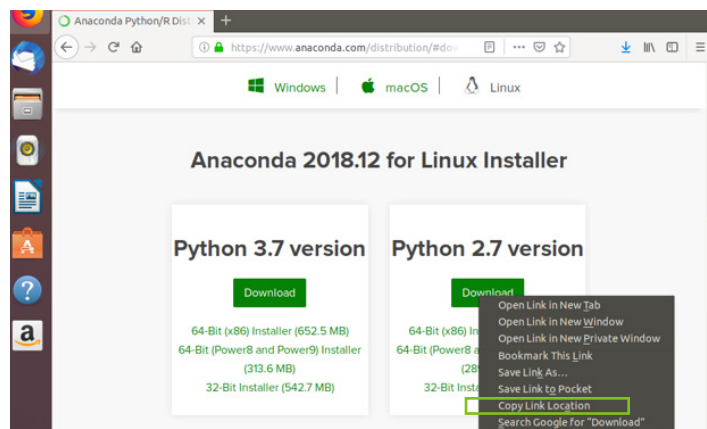 Anaconda Python/R Dist
https://www.anaconda.com/distribution/#do
Windows
macOS
Linux
Anaconda 2018.12 for Linux Installer
Python 3.7 version
Download
64-Bit (x86) Installer (652.5 MB)
64-Bit (Power8 and Power9) Installer
(313.6 MB)
32-Bit Installer (542.7 MB)
Python 2.7 version
Download
64-Bit (x86) In
64-Bit (Power8 a
(28
32-Bit Insta
Open Link in New Tab
Open Link in New Window
Open Link in New Private Window
Bookmark This Link
Save Link As...
Save Link to Pocket
Copy Link Location
Search Google for "Download"